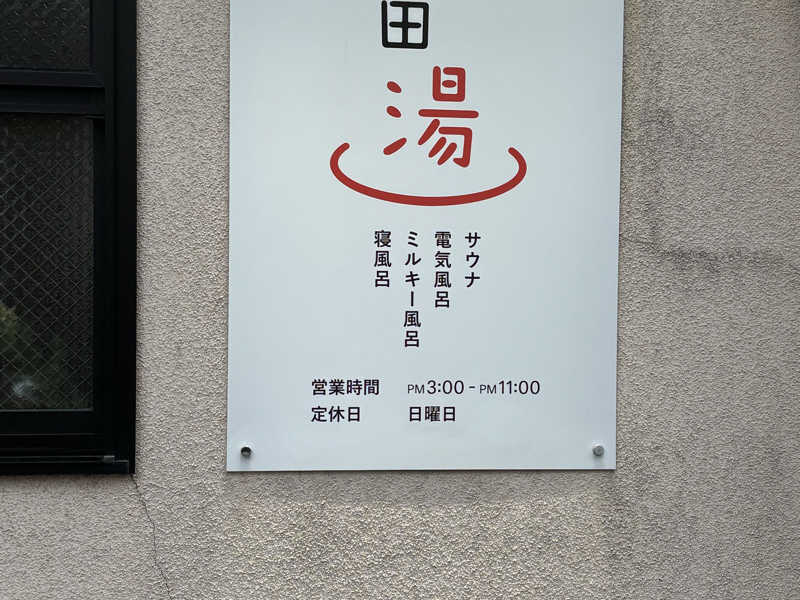 田
湯
サウナ
電気風呂
ミルキー風呂
寝風呂
営業時間 PM3:00 - PM11:00
定休日 日曜日